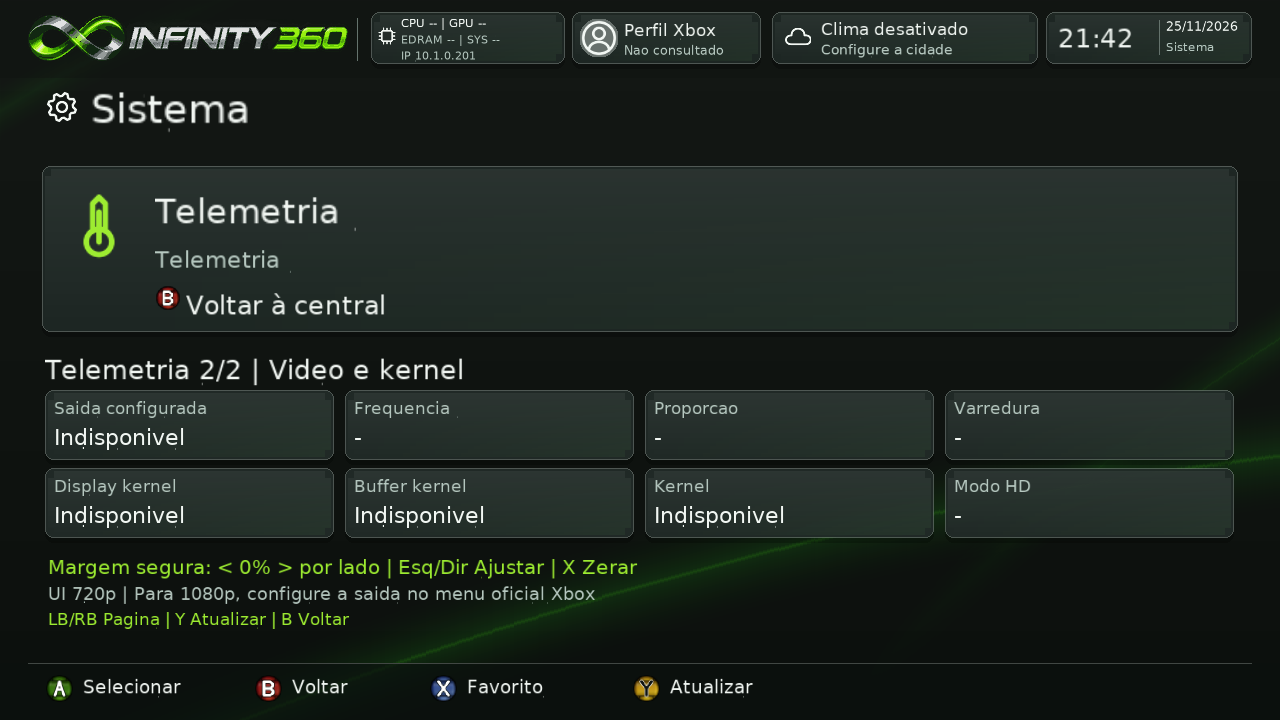 INFINITY 360
CPU -- | GPU --
EDRAM -- | SYS --
IP 10.1.0.201
Perfil Xbox
Nao consultado
Clima desativado
Configure a cidade
21:42
25/11/2026
Sistema
Sistema
Telemetria
Telemetria
B Voltar à central
Telemetria 2/2 | Video e kernel
Saida configurada
Indisponivel
Frequencia
-
Proporcao
-
Varredura
-
Display kernel
Indisponivel
Buffer kernel
Indisponivel
Kernel
Indisponivel
Modo HD
-
Margem segura: < 0% > por lado | Esq/Dir Ajustar | X Zerar
UI 720p | Para 1080p, configure a saida no menu oficial Xbox
LB/RB Pagina | Y Atualizar | B Voltar
A Selecionar
B Voltar
X Favorito
Y Atualizar